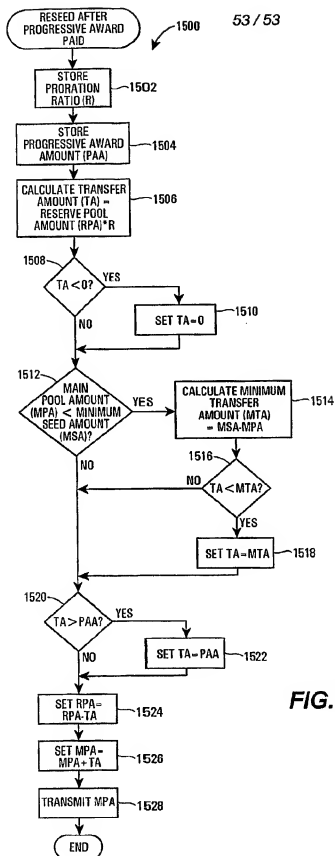 RESEED AFTER
PROGRESSIVE AWARD
PAID
1500
53 / 53
STORE
PRORATION
RATIO (R)
1502
STORE
PROGRESSIVE AWARD
AMOUNT (PAA)
1504
CALCULATE TRANSFER
AMOUNT (TA) =
RESERVE POOL
AMOUNT (RPA)*R
1506
1508
TA < 0?
YES
NO
SET TA=0
1510
1512
MAIN
POOL AMOUNT
(MPA) < MINIMUM
SEED AMOUNT
(MSA)?
YES
NO
CALCULATE MINIMUM
TRANSFER
AMOUNT (MTA)
= MSA-MPA
1514
1516
TA<MTA?
NO
YES
SET TA=MTA
1518
1520
TA>PAA?
YES
NO
SET TA=PAA
1522
SET RPA=
RPA-TA
1524
FIG.
SET MPA=
MPA+TA
1526
TRANSMIT MPA
1528
END